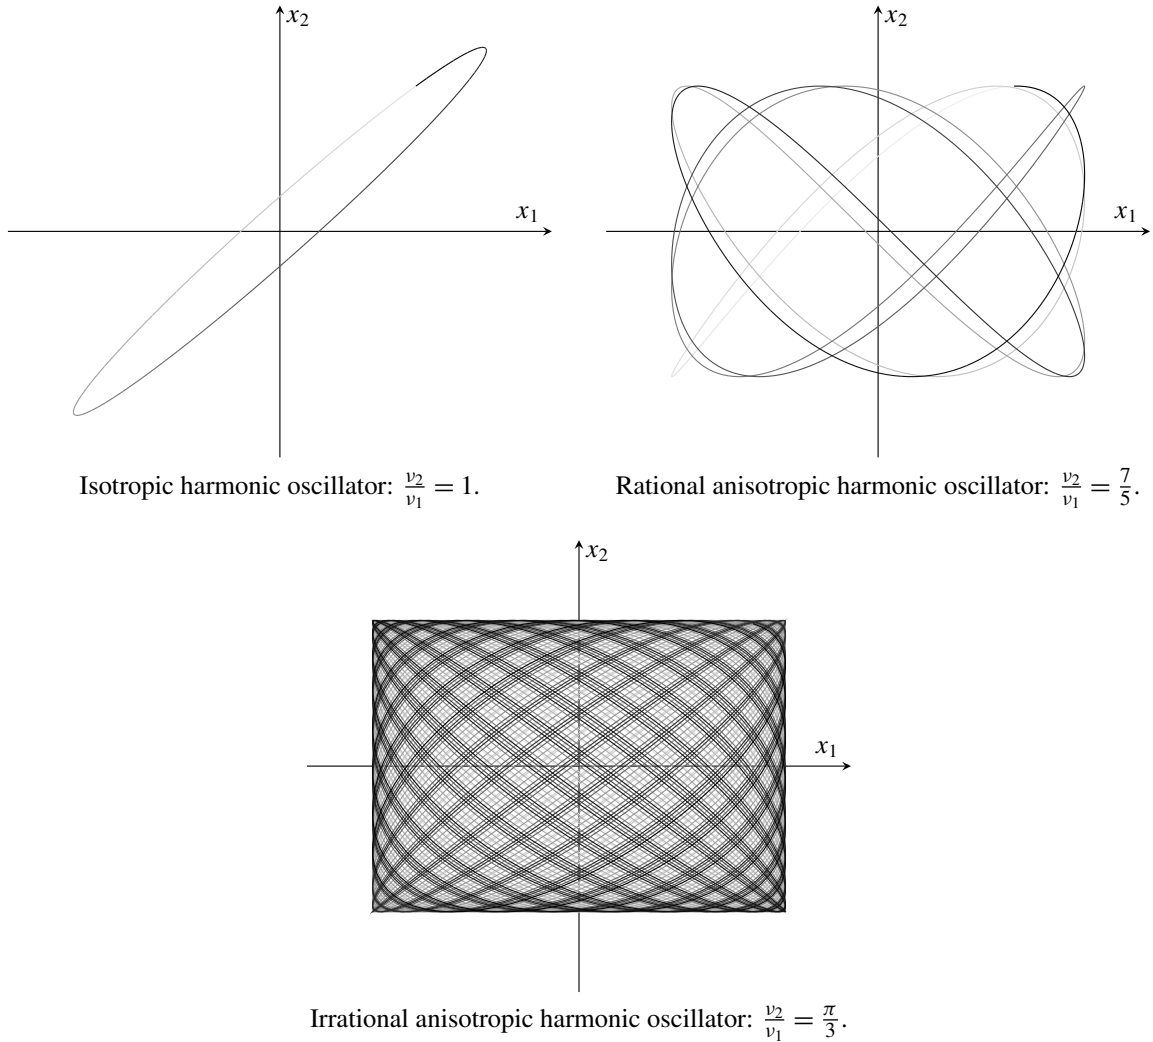 x₂ x₂
x₁ x₁
Isotropic harmonic oscillator: ν₂/ν₁ = 1. Rational anisotropic harmonic oscillator: ν₂/ν₁ = 7/5.
x₂
x₁
Irrational anisotropic harmonic oscillator: ν₂/ν₁ = π/3.